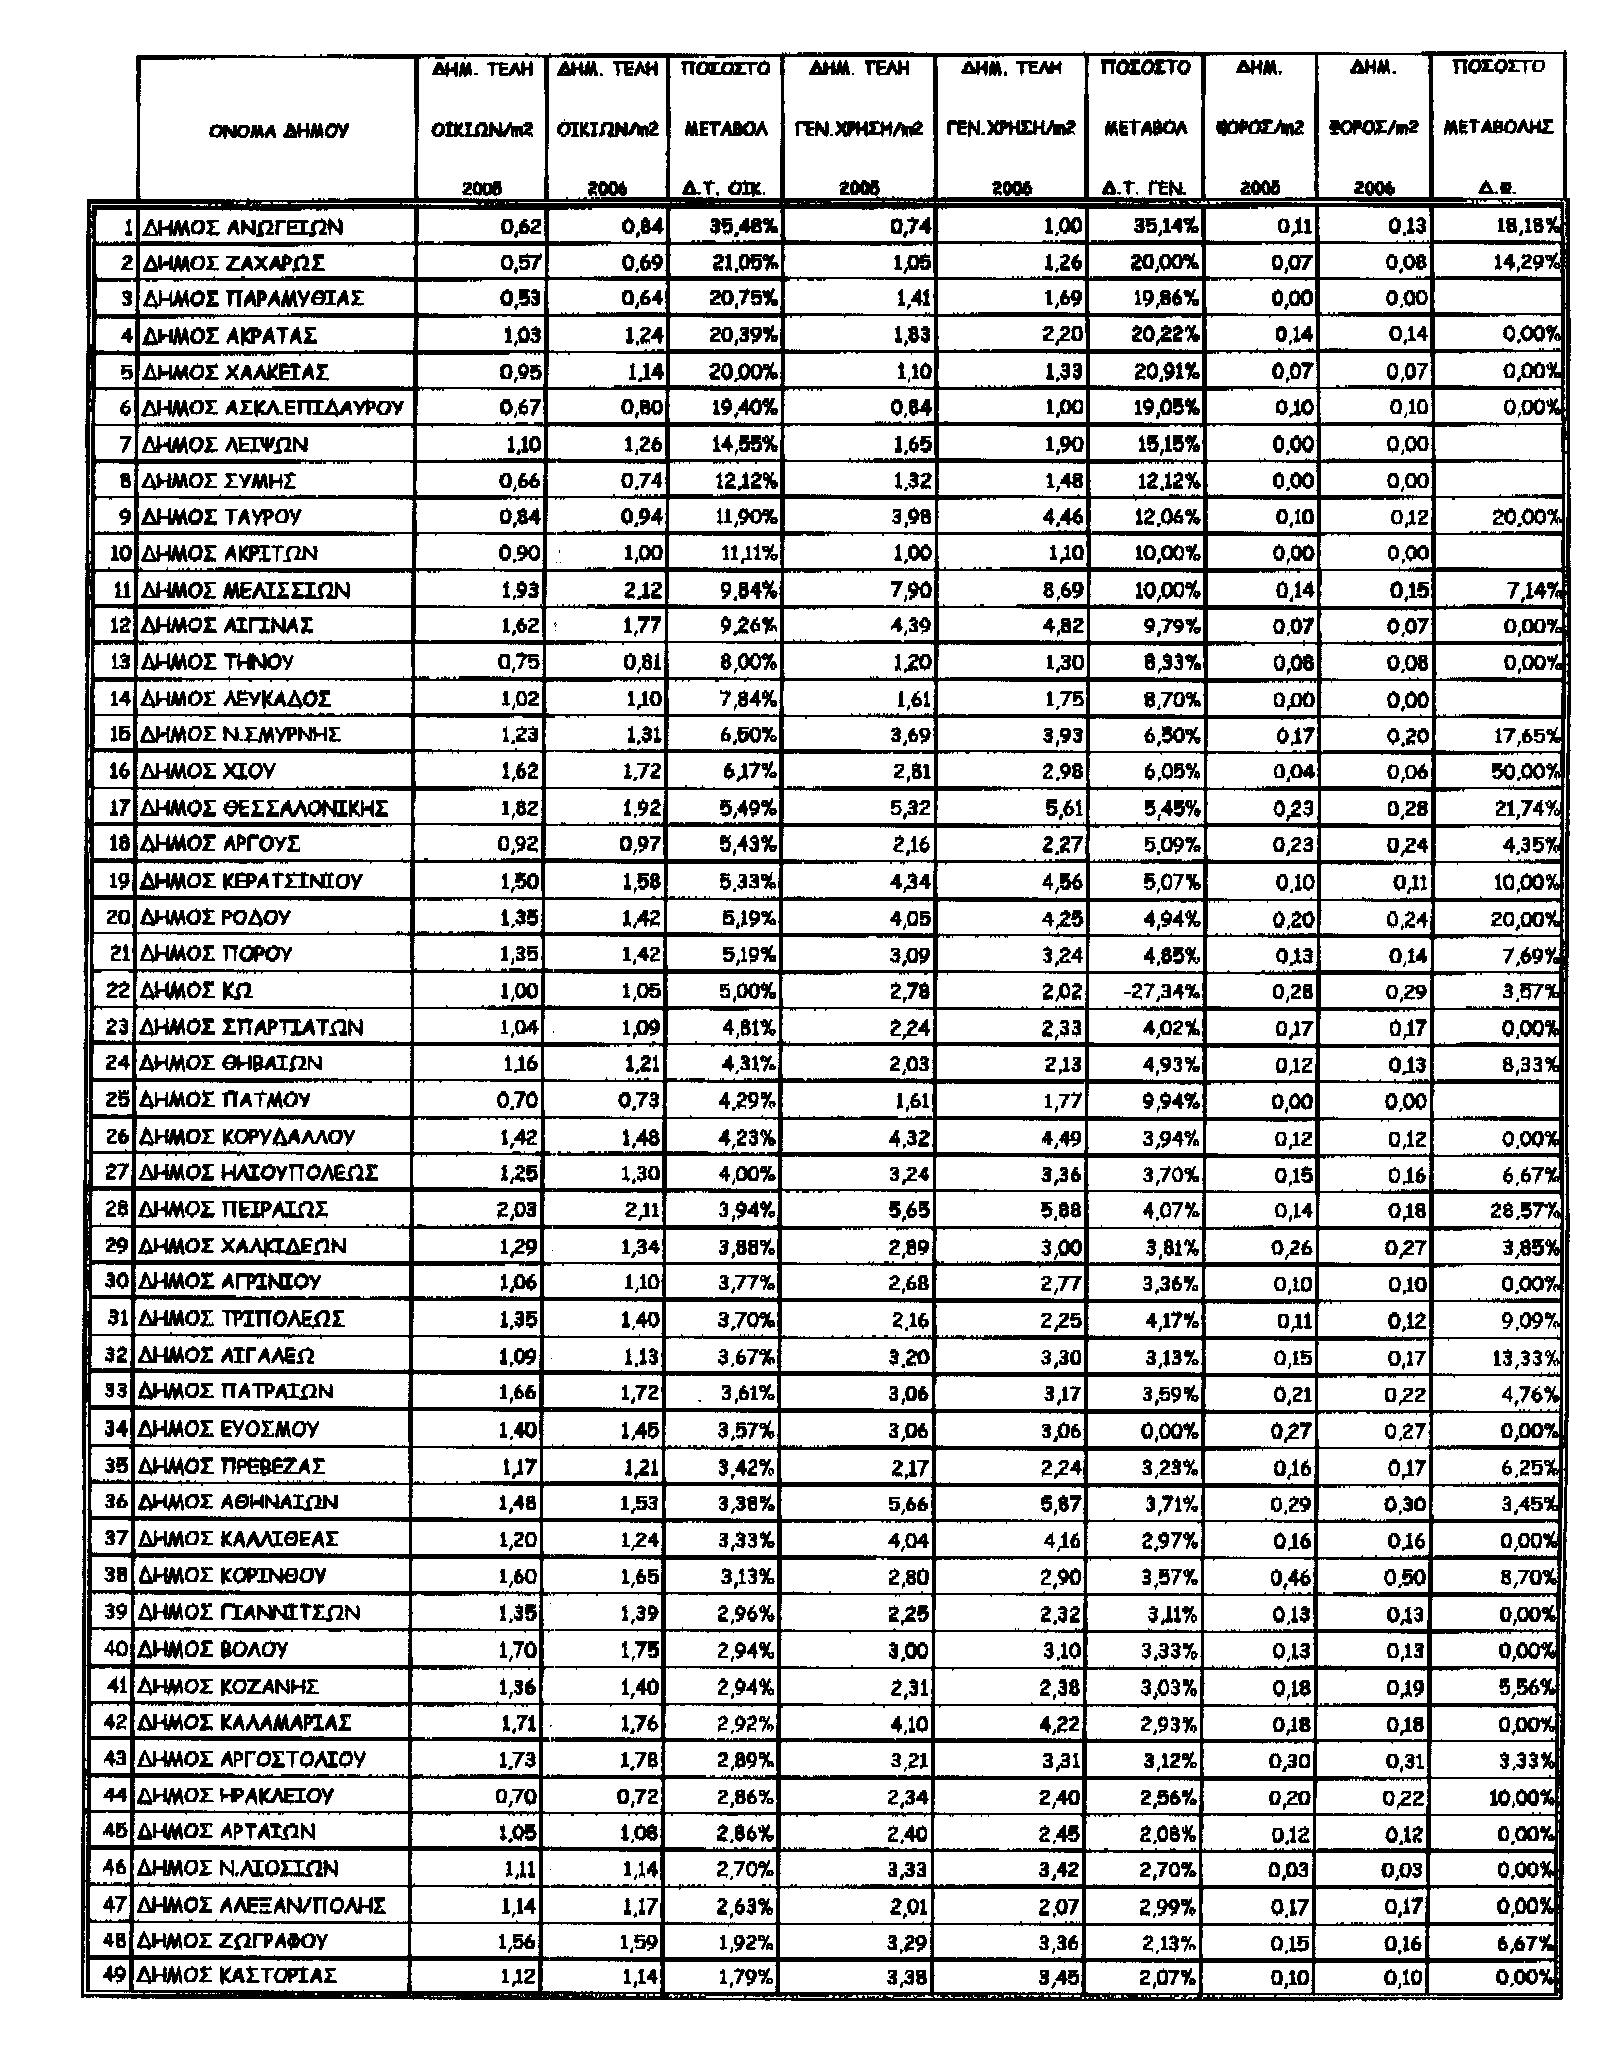 ΔΗΜ. ΤΕΛΗ ΔΗΜ. ΤΕΛΗ ΠΟΣΟΣΤΟ ΔΗΜ. ΤΕΛΗ ΔΗΜ. ΤΕΛΗ ΠΟΣΟΣΤΟ ΔΗΜ. ΔΗΜ. ΠΟΣΟΣΤΟ
ΟΝΟΜΑ ΔΗΜΟΥ ΟΙΚΙΩΝ/m2 ΟΙΚΙΩΝ/m2 ΜΕΤΑΒΟΛ ΓΕΝ.ΧΡΗΣΗ/m2 ΓΕΝ.ΧΡΗΣΗ/m2 ΜΕΤΑΒΟΛ ΦΟΡΟΣ/m2 ΦΟΡΟΣ/m2 ΜΕΤΑΒΟΛΗΣ
2005 2006 Δ.Τ. ΟΙΚ. 2005 2006 Δ.Τ. ΓΕΝ. 2005 2006 Δ.Φ.
1 ΔΗΜΟΣ ΑΝΩΓΕΙΩΝ 0,62 0,84 35,48% 0,74 1,00 35,14% 0,11 0,13 18,18%
2 ΔΗΜΟΣ ΖΑΧΑΡΩΣ 0,57 0,69 21,05% 1,05 1,26 20,00% 0,07 0,08 14,29%
3 ΔΗΜΟΣ ΠΑΡΑΜΥΘΙΑΣ 0,53 0,64 20,75% 1,41 1,69 19,86% 0,00 0,00
4 ΔΗΜΟΣ ΑΚΡΑΤΑΣ 1,03 1,24 20,39% 1,83 2,20 20,22% 0,14 0,14 0,00%
5 ΔΗΜΟΣ ΧΑΛΚΕΙΑΣ 0,95 1,14 20,00% 1,10 1,33 20,91% 0,07 0,07 0,00%
6 ΔΗΜΟΣ ΑΣΚΛ.ΕΠΙΔΑΥΡΟΥ 0,67 0,80 19,40% 0,84 1,00 19,05% 0,10 0,10 0,00%
7 ΔΗΜΟΣ ΛΕΙΨΩΝ 1,10 1,26 14,55% 1,65 1,90 15,15% 0,00 0,00
8 ΔΗΜΟΣ ΣΥΜΗΣ 0,66 0,74 12,12% 1,32 1,48 12,12% 0,00 0,00
9 ΔΗΜΟΣ ΤΑΥΡΟΥ 0,84 0,94 11,90% 3,98 4,46 12,06% 0,10 0,12 20,00%
10 ΔΗΜΟΣ ΑΚΡΙΤΩΝ 0,90 1,00 11,11% 1,00 1,10 10,00% 0,00 0,00
11 ΔΗΜΟΣ ΜΕΛΙΣΣΙΩΝ 1,93 2,12 9,84% 7,90 8,69 10,00% 0,14 0,15 7,14%
12 ΔΗΜΟΣ ΑΙΓΙΝΑΣ 1,62 1,77 9,26% 4,39 4,82 9,79% 0,07 0,07 0,00%
13 ΔΗΜΟΣ ΤΗΝΟΥ 0,75 0,81 8,00% 1,20 1,30 8,33% 0,08 0,08 0,00%
14 ΔΗΜΟΣ ΛΕΥΚΑΔΟΣ 1,02 1,10 7,84% 1,61 1,75 8,70% 0,00 0,00
15 ΔΗΜΟΣ Ν.ΣΜΥΡΝΗΣ 1,23 1,31 6,50% 3,69 3,93 6,50% 0,17 0,20 17,65%
16 ΔΗΜΟΣ ΧΙΟΥ 1,62 1,72 6,17% 2,81 2,98 6,05% 0,04 0,06 50,00%
17 ΔΗΜΟΣ ΘΕΣΣΑΛΟΝΙΚΗΣ 1,82 1,92 5,49% 5,32 5,61 5,45% 0,23 0,28 21,74%
18 ΔΗΜΟΣ ΑΡΓΟΥΣ 0,92 0,97 5,43% 2,16 2,27 5,09% 0,23 0,24 4,35%
19 ΔΗΜΟΣ ΚΕΡΑΤΣΙΝΙΟΥ 1,50 1,58 5,33% 4,34 4,56 5,07% 0,10 0,11 10,00%
20 ΔΗΜΟΣ ΡΟΔΟΥ 1,35 1,42 5,19% 4,05 4,25 4,94% 0,20 0,24 20,00%
21 ΔΗΜΟΣ ΠΟΡΟΥ 1,35 1,42 5,19% 3,09 3,24 4,85% 0,13 0,14 7,69%
22 ΔΗΜΟΣ ΚΩ 1,00 1,05 5,00% 2,78 2,02 -27,34% 0,28 0,29 3,57%
23 ΔΗΜΟΣ ΣΠΑΡΤΙΑΤΩΝ 1,04 1,09 4,81% 2,24 2,33 4,02% 0,17 0,17 0,00%
24 ΔΗΜΟΣ ΘΗΒΑΙΩΝ 1,16 1,21 4,31% 2,03 2,13 4,93% 0,12 0,13 8,33%
25 ΔΗΜΟΣ ΠΑΤΜΟΥ 0,70 0,73 4,29% 1,61 1,77 9,94% 0,00 0,00
26 ΔΗΜΟΣ ΚΟΡΥΔΑΛΛΟΥ 1,42 1,48 4,23% 4,32 4,49 3,94% 0,12 0,12 0,00%
27 ΔΗΜΟΣ ΗΛΙΟΥΠΟΛΕΩΣ 1,25 1,30 4,00% 3,24 3,36 3,70% 0,15 0,16 6,67%
28 ΔΗΜΟΣ ΠΕΙΡΑΙΩΣ 2,03 2,11 3,94% 5,65 5,88 4,07% 0,14 0,18 28,57%
29 ΔΗΜΟΣ ΧΑΛΚΙΔΕΩΝ 1,29 1,34 3,88% 2,89 3,00 3,81% 0,26 0,27 3,85%
30 ΔΗΜΟΣ ΑΓΡΙΝΙΟΥ 1,06 1,10 3,77% 2,68 2,77 3,36% 0,10 0,10 0,00%
31 ΔΗΜΟΣ ΤΡΙΠΟΛΕΩΣ 1,35 1,40 3,70% 2,16 2,25 4,17% 0,11 0,12 9,09%
32 ΔΗΜΟΣ ΑΙΓΑΛΕΩ 1,09 1,13 3,67% 3,20 3,30 3,13% 0,15 0,17 13,33%
33 ΔΗΜΟΣ ΠΑΤΡΑΙΩΝ 1,66 1,72 3,61% 3,06 3,17 3,59% 0,21 0,22 4,76%
34 ΔΗΜΟΣ ΕΥΟΣΜΟΥ 1,40 1,45 3,57% 3,06 3,06 0,00% 0,27 0,27 0,00%
35 ΔΗΜΟΣ ΠΡΕΒΕΖΑΣ 1,17 1,21 3,42% 2,17 2,24 3,23% 0,16 0,17 6,25%
36 ΔΗΜΟΣ ΑΘΗΝΑΙΩΝ 1,48 1,53 3,38% 5,66 5,87 3,71% 0,29 0,30 3,45%
37 ΔΗΜΟΣ ΚΑΛΛΙΘΕΑΣ 1,20 1,24 3,33% 4,04 4,16 2,97% 0,16 0,16 0,00%
38 ΔΗΜΟΣ ΚΟΡΙΝΘΟΥ 1,60 1,65 3,13% 2,80 2,90 3,57% 0,46 0,50 8,70%
39 ΔΗΜΟΣ ΓΙΑΝΝΙΤΣΩΝ 1,35 1,39 2,96% 2,25 2,32 3,11% 0,13 0,13 0,00%
40 ΔΗΜΟΣ ΒΟΛΟΥ 1,70 1,75 2,94% 3,00 3,10 3,33% 0,13 0,13 0,00%
41 ΔΗΜΟΣ ΚΟΖΑΝΗΣ 1,36 1,40 2,94% 2,31 2,38 3,03% 0,18 0,19 5,56%
42 ΔΗΜΟΣ ΚΑΛΑΜΑΡΙΑΣ 1,71 1,76 2,92% 4,10 4,22 2,93% 0,18 0,18 0,00%
43 ΔΗΜΟΣ ΑΡΓΟΣΤΟΛΙΟΥ 1,73 1,78 2,89% 3,21 3,31 3,12% 0,30 0,31 3,33%
44 ΔΗΜΟΣ ΗΡΑΚΛΕΙΟΥ 0,70 0,72 2,86% 2,34 2,40 2,56% 0,20 0,22 10,00%
45 ΔΗΜΟΣ ΑΡΤΑΙΩΝ 1,05 1,08 2,86% 2,40 2,45 2,08% 0,12 0,12 0,00%
46 ΔΗΜΟΣ Ν.ΛΙΟΣΙΩΝ 1,11 1,14 2,70% 3,33 3,42 2,70% 0,03 0,03 0,00%
47 ΔΗΜΟΣ ΑΛΕΞΑΝ/ΠΟΛΗΣ 1,14 1,17 2,63% 2,01 2,07 2,99% 0,17 0,17 0,00%
48 ΔΗΜΟΣ ΖΩΓΡΑΦΟΥ 1,56 1,59 1,92% 3,29 3,36 2,13% 0,15 0,16 6,67%
49 ΔΗΜΟΣ ΚΑΣΤΟΡΙΑΣ 1,12 1,14 1,79% 3,38 3,45 2,07% 0,10 0,10 0,00%